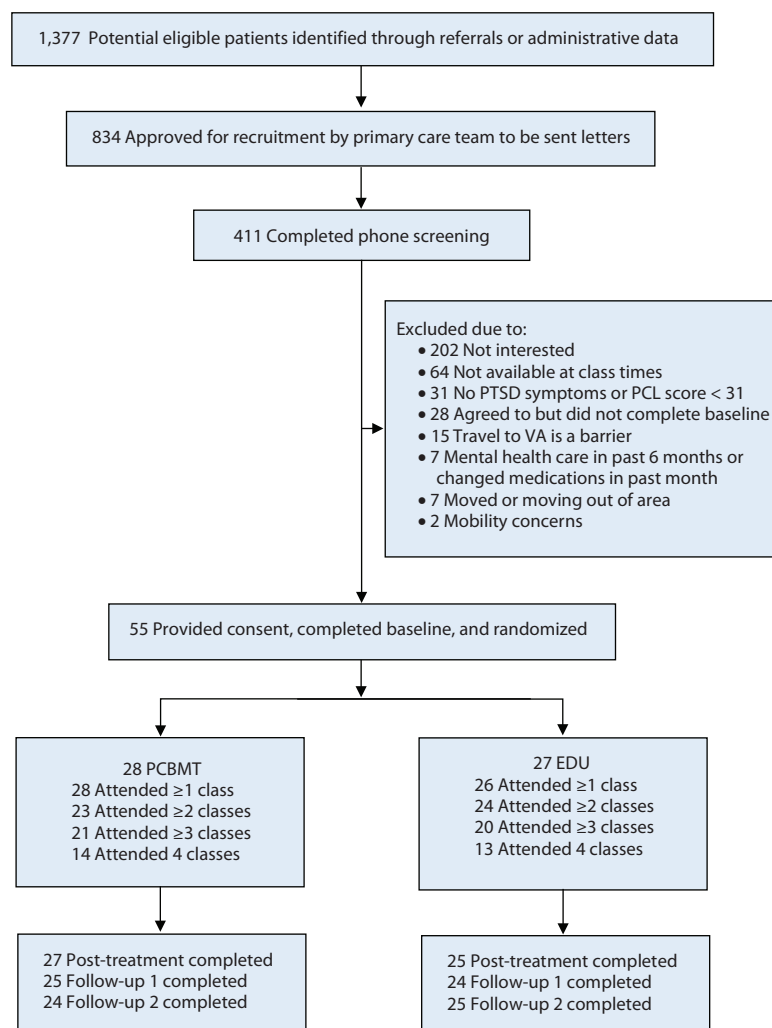 1,377 Potential eligible patients identified through referrals or administrative data
834 Approved for recruitment by primary care team to be sent letters
411 Completed phone screening
Excluded due to:
• 202 Not interested
• 64 Not available at class times
• 31 No PTSD symptoms or PCL score < 31
• 28 Agreed to but did not complete baseline
• 15 Travel to VA is a barrier
• 7 Mental health care in past 6 months or
changed medications in past month
• 7 Moved or moving out of area
• 2 Mobility concerns
55 Provided consent, completed baseline, and randomized
28 PCBMT
28 Attended ≥1 class
23 Attended ≥2 classes
21 Attended ≥3 classes
14 Attended 4 classes
27 EDU
26 Attended ≥1 class
24 Attended ≥2 classes
20 Attended ≥3 classes
13 Attended 4 classes
27 Post-treatment completed
25 Follow-up 1 completed
24 Follow-up 2 completed
25 Post-treatment completed
24 Follow-up 1 completed
25 Follow-up 2 completed